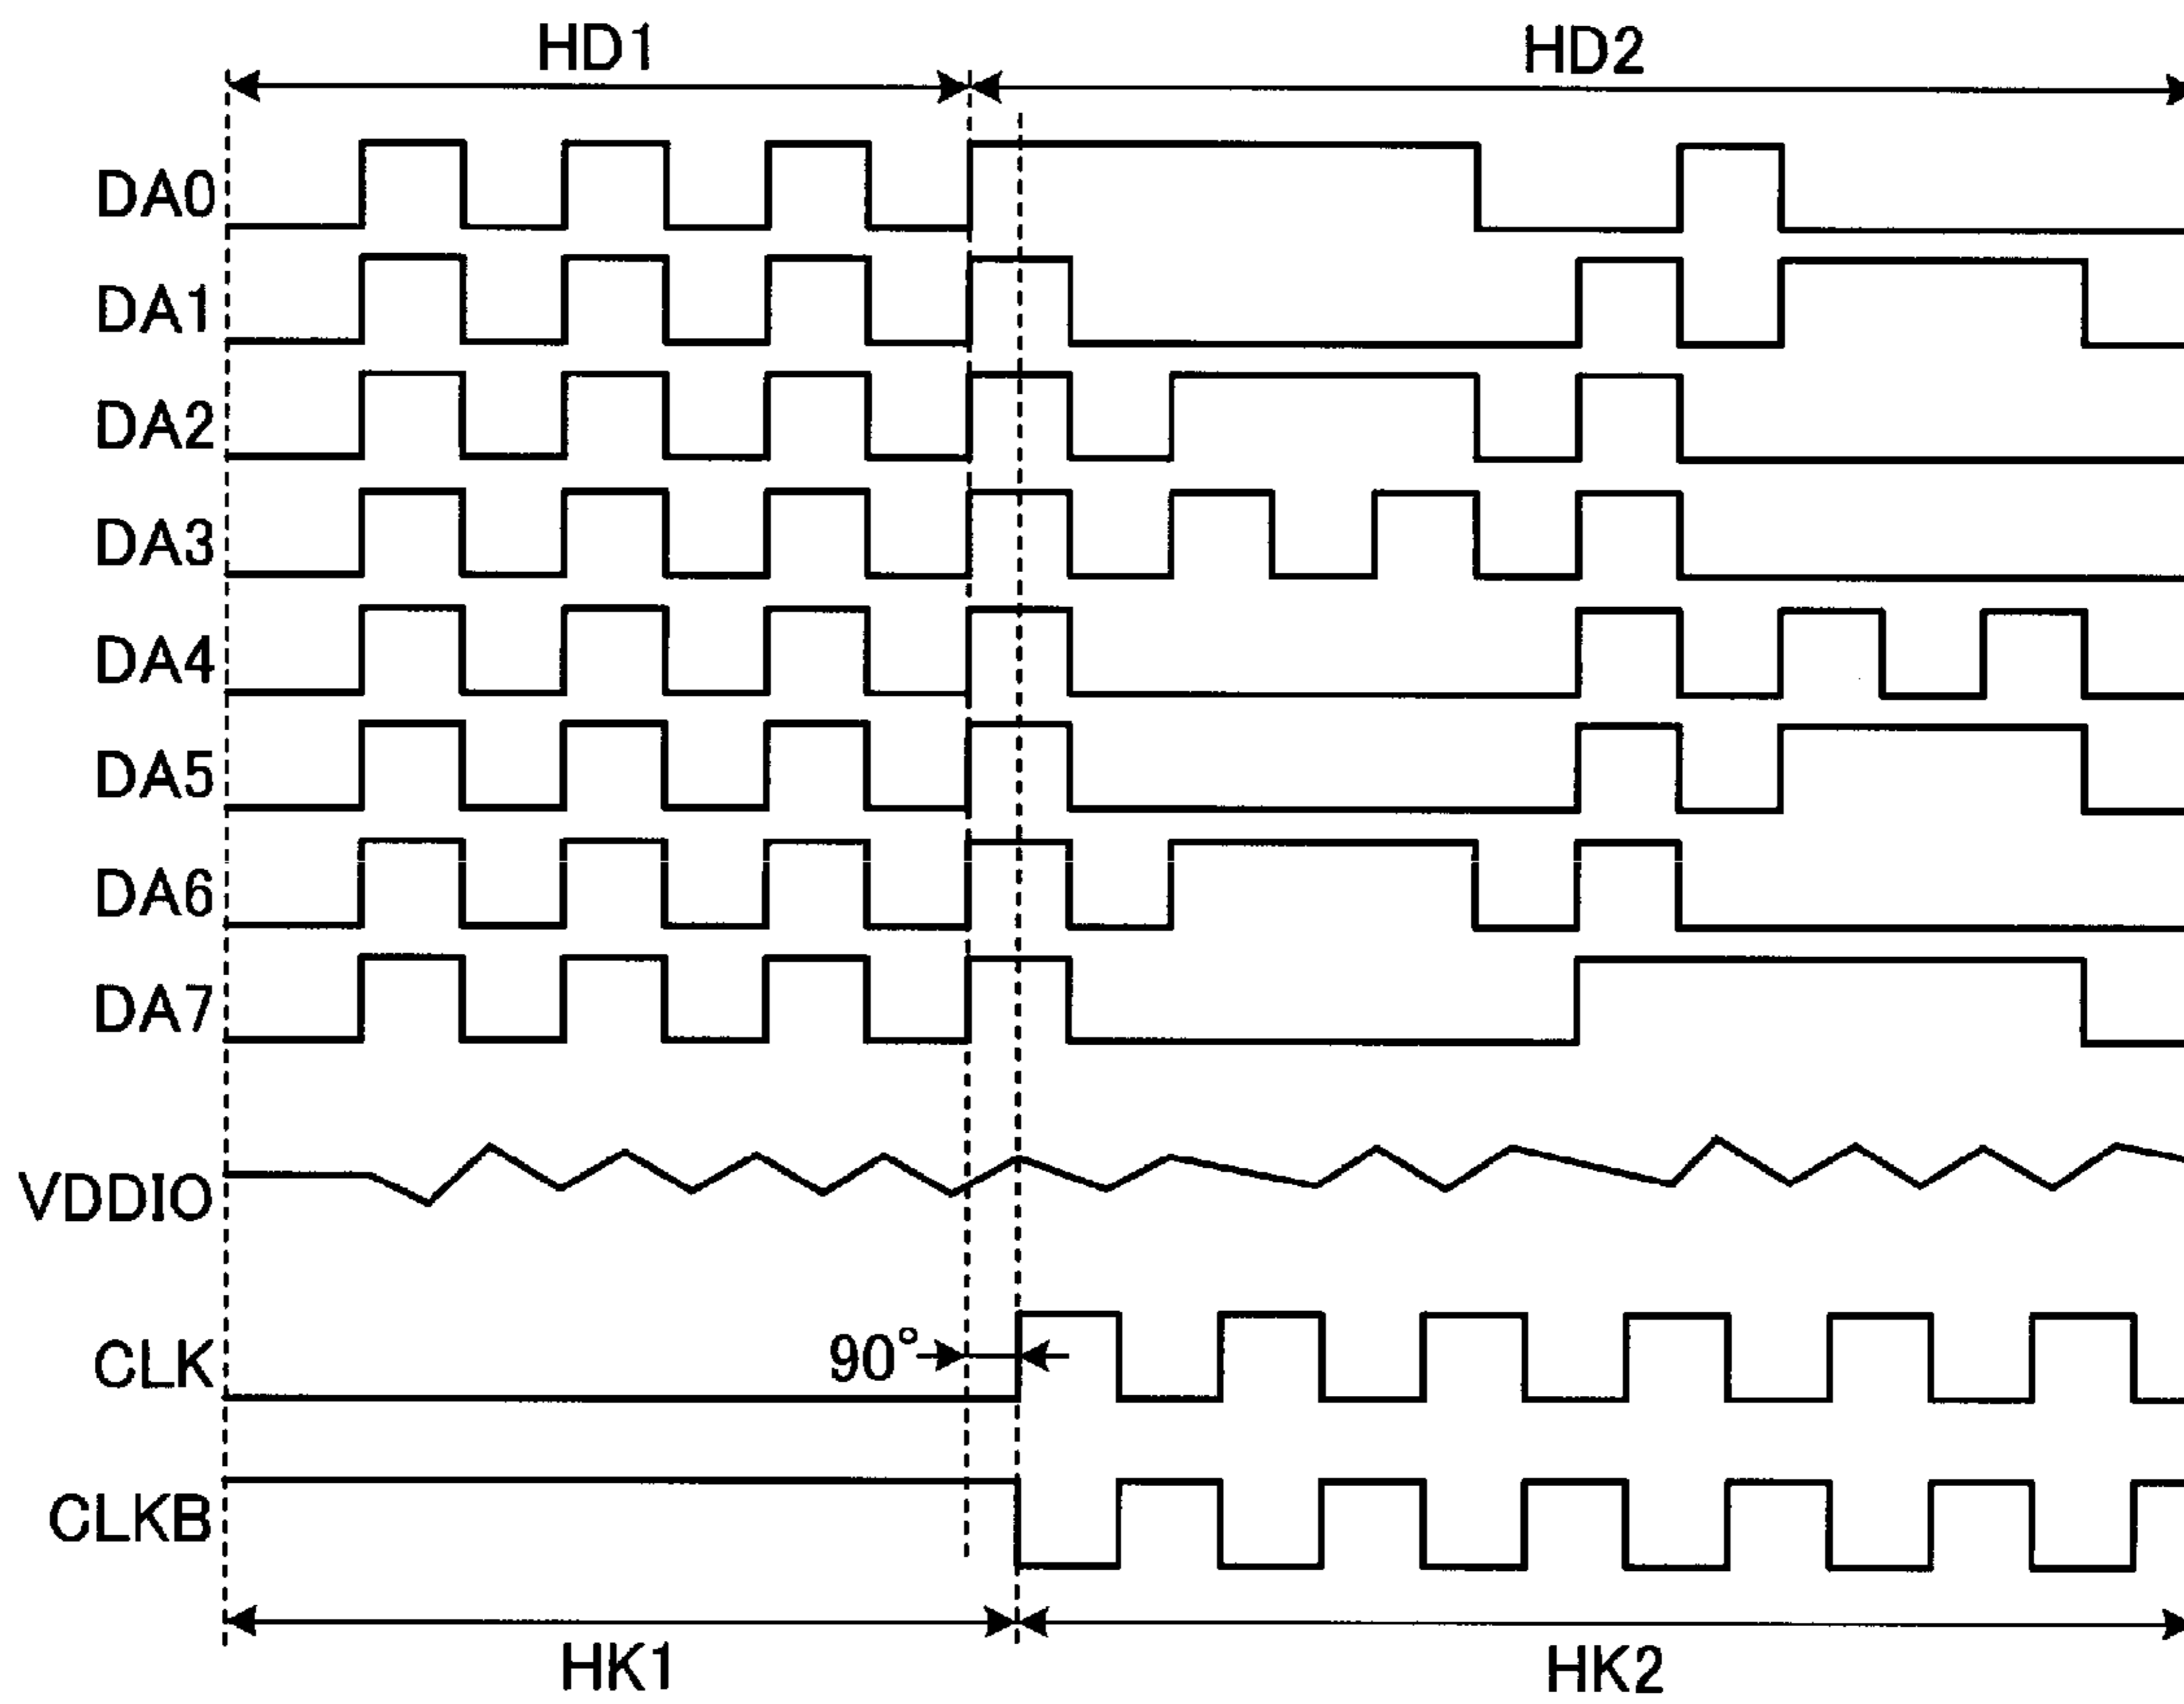 HD1 HD2
DA0
DA1
DA2
DA3
DA4
DA5
DA6
DA7
VDDIO
90°
CLK
CLKB
HK1 HK2